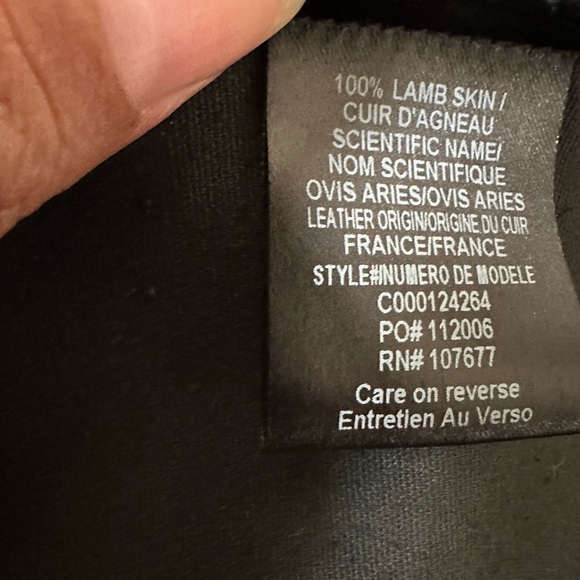 100% LAMB SKIN /
CUIR D'AGNEAU
SCIENTIFIC NAME/
NOM SCIENTIFIQUE
OVIS ARIES/OVIS ARIES
LEATHER ORIGIN/ORIGINE DU CUIR
FRANCE/FRANCE
STYLE#/NUMERO DE MODELE
C000124264
PO# 112006
RN# 107677
Care on reverse
Entretien Au Verso